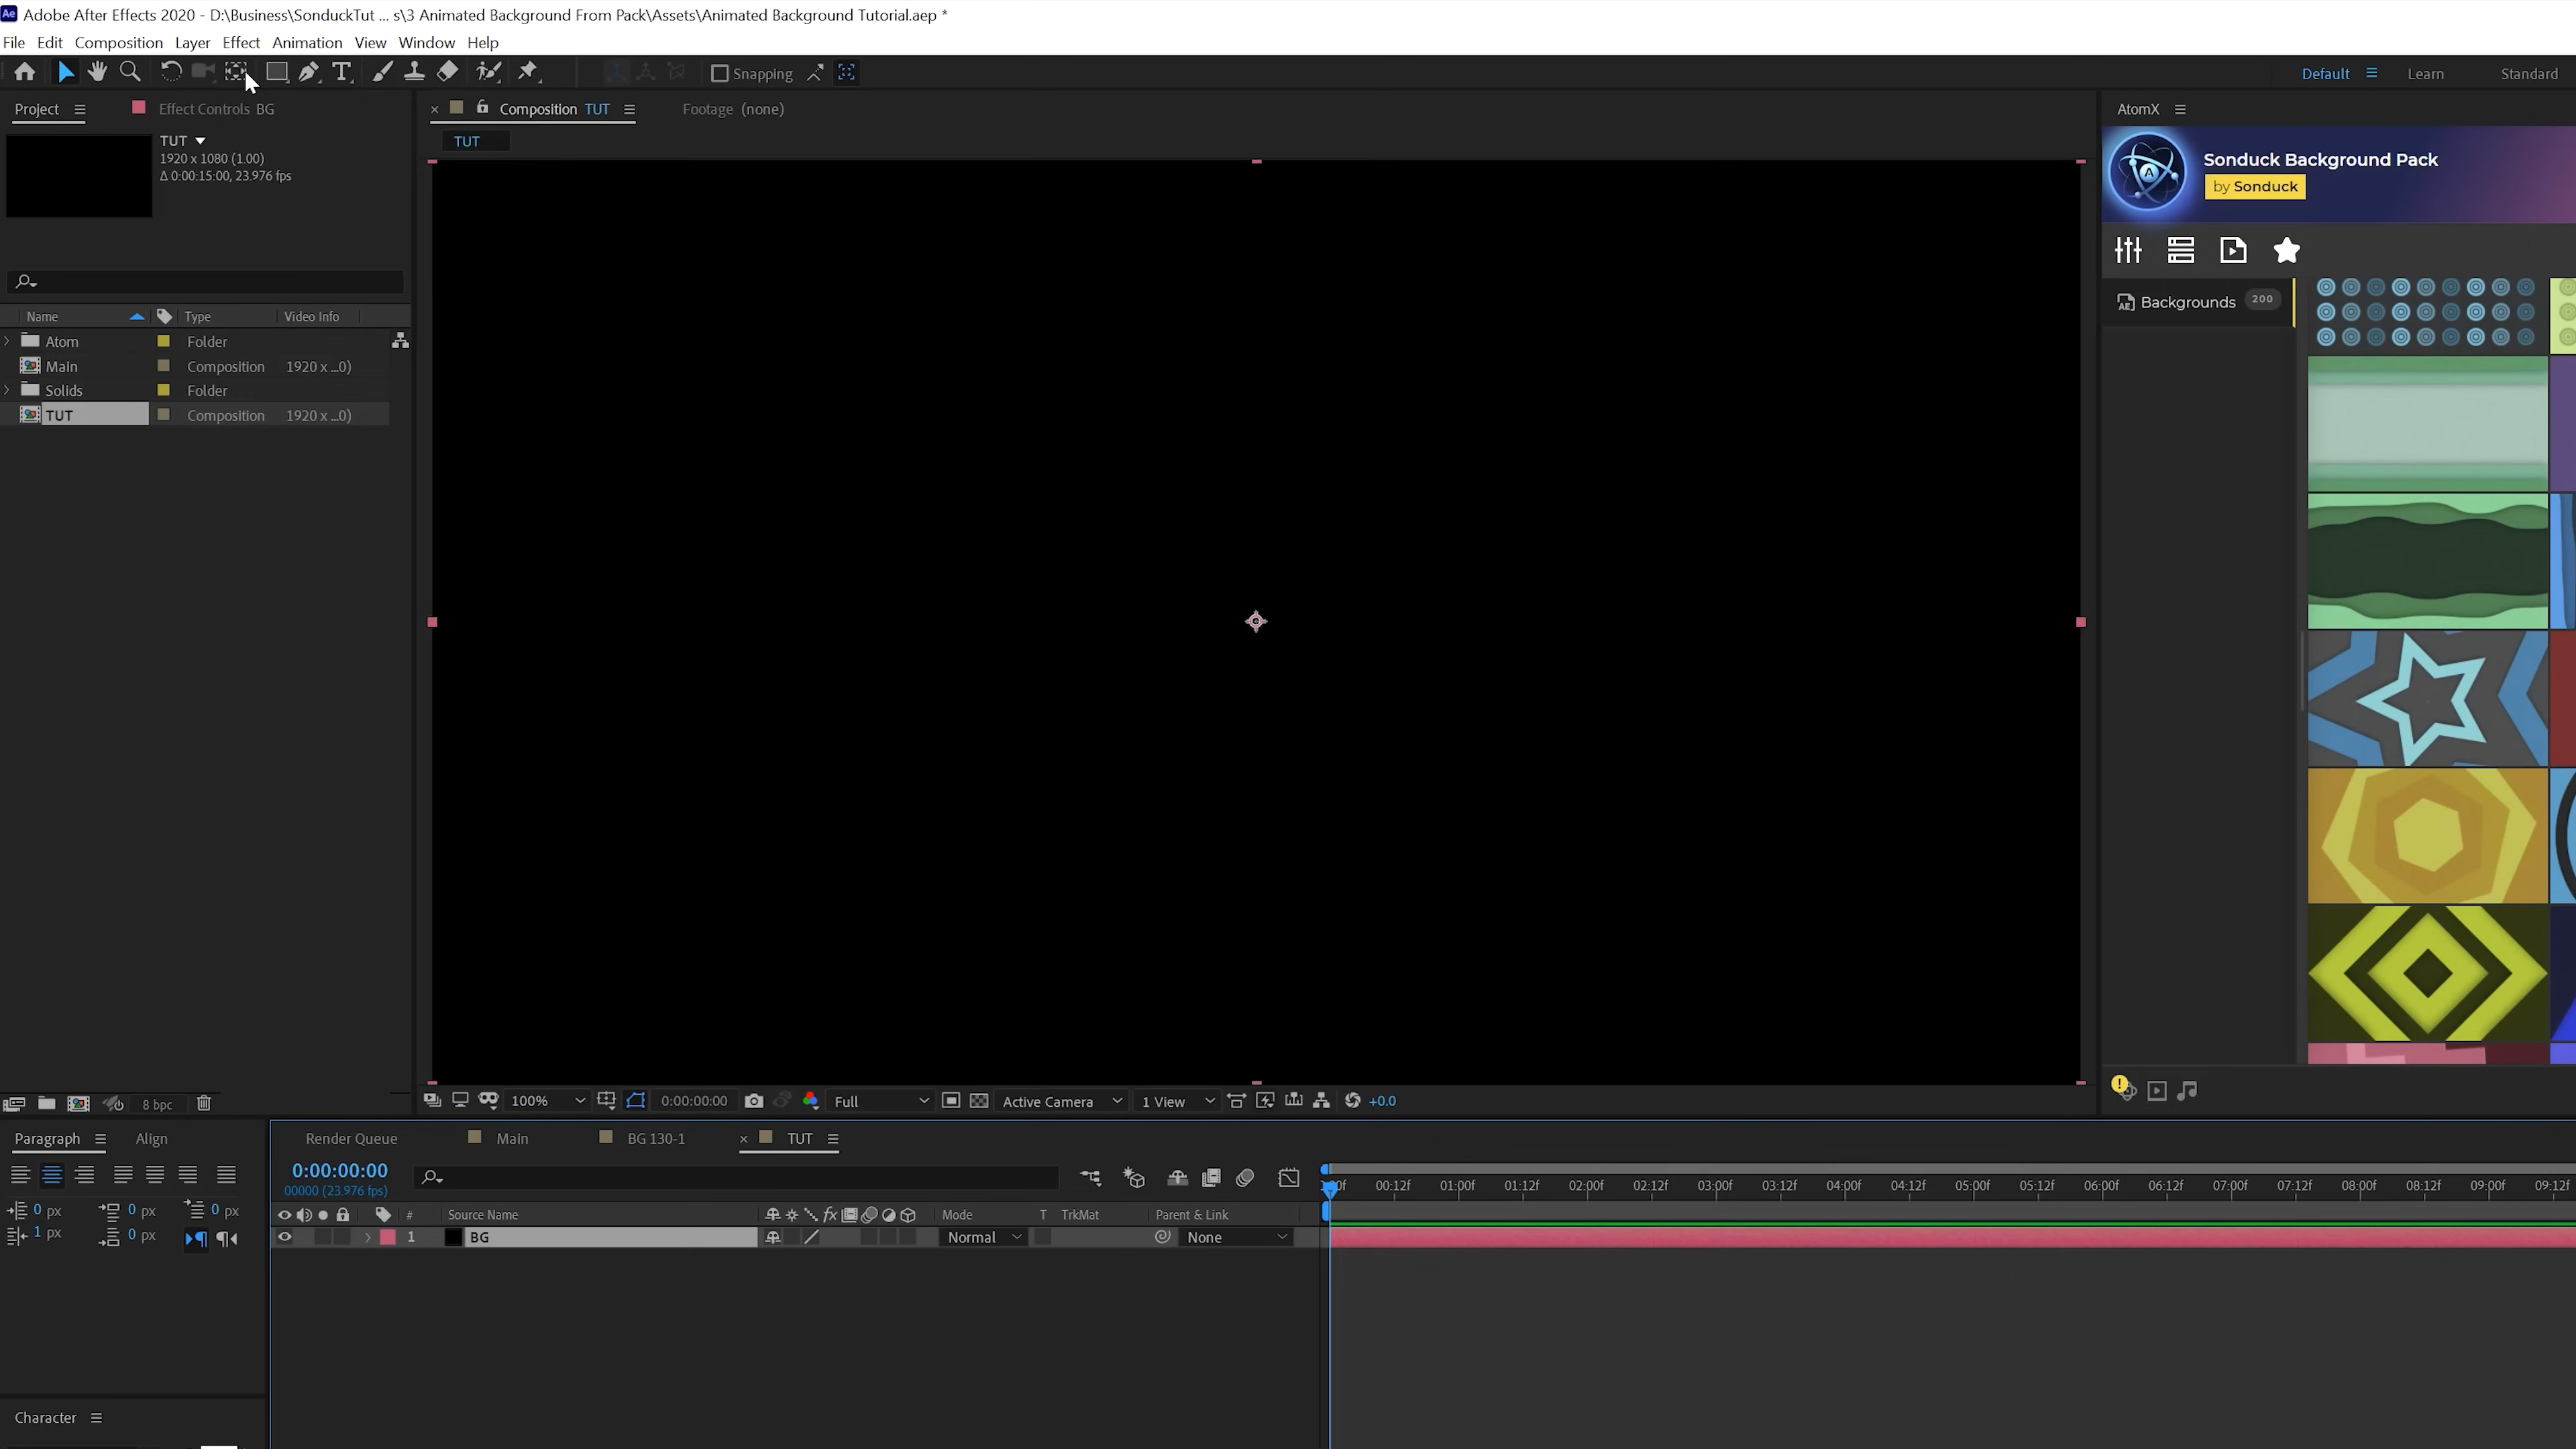 Ae Adobe After Effects 2020 - D:\Business\SonduckTut ... s\3 Animated Background From Pack\Assets\Animated Background Tutorial.aep *
File Edit Composition Layer Effect Animation View Window Help
T Snapping Default Learn Standard
Project Effect Controls BG
Composition TUT Footage (none)
AtomX
TUT
1920 x 1080 (1.00)
Δ 0:00:15:00, 23.976 fps
TUT
A
Sonduck Background Pack
by Sonduck
Name Type Video Info
Atom Folder
Main Composition 1920 x ...0)
Solids Folder
TUT Composition 1920 x ...0)
AE Backgrounds 200
8 bpc
100% 0:00:00:00 Full Active Camera 1 View +0.0
!
Paragraph Align
0 px 0 px 0 px
1 px 0 px
Character
Render Queue Main BG 130-1 × TUT
0:00:00:00
00000 (23.976 fps)
00f 00:12f 01:00f 01:12f 02:00f 02:12f 03:00f 03:12f 04:00f 04:12f 05:00f 05:12f 06:00f 06:12f 07:00f 07:12f 08:00f 08:12f 09:00f 09:12f
# Source Name fx Mode T TrkMat Parent & Link
1 BG Normal None